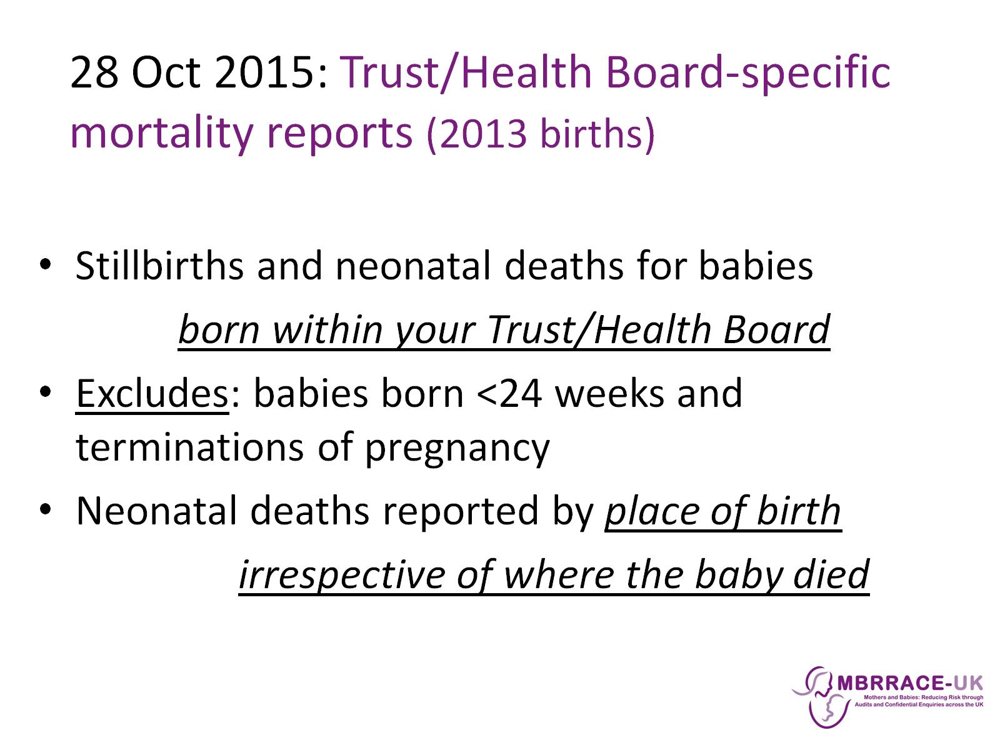 28 Oct 2015: Trust/Health Board-specific
mortality reports (2013 births)
• Stillbirths and neonatal deaths for babies
born within your Trust/Health Board
• Excludes: babies born <24 weeks and
terminations of pregnancy
• Neonatal deaths reported by place of birth
irrespective of where the baby died
MBRRACE-UK
Mothers and Babies: Reducing Risk through
Audits and Confidential Enquiries across the UK